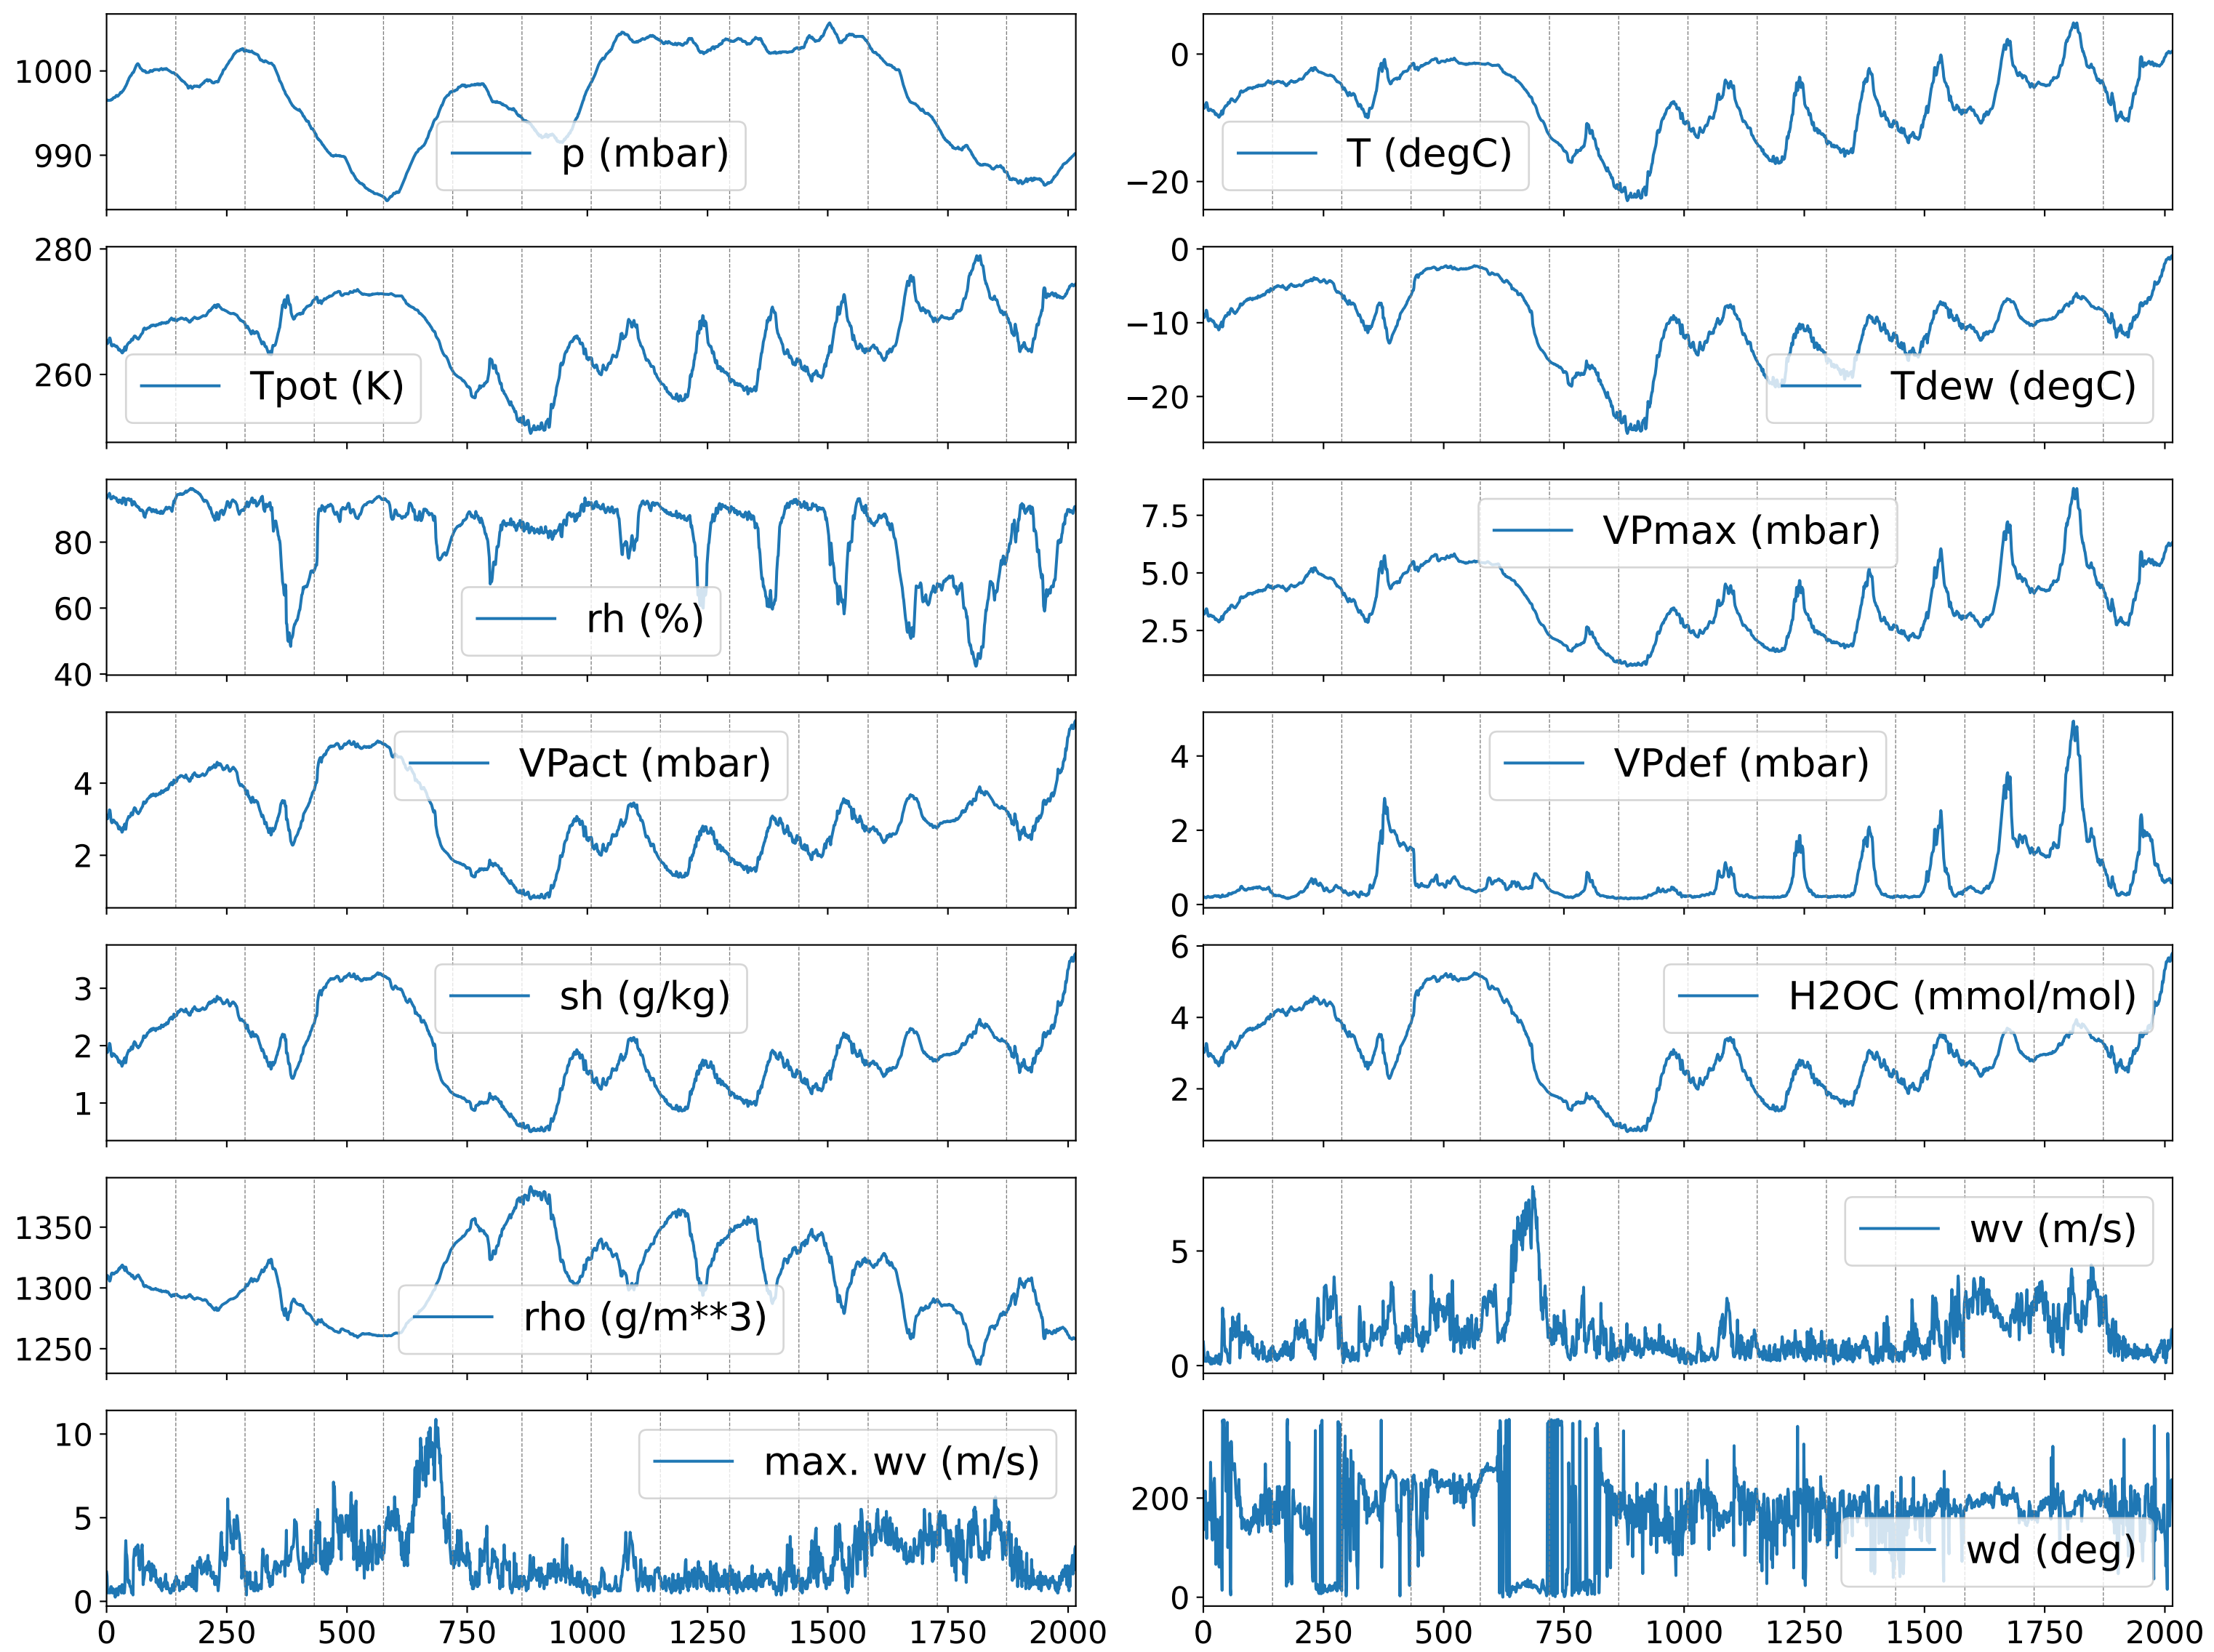 1000
990
p (mbar)
0
−20
T (degC)
280
260
Tpot (K)
0
−10
−20
Tdew (degC)
80
60
40
rh (%)
7.5
5.0
2.5
VPmax (mbar)
4
2
VPact (mbar)
4
2
0
VPdef (mbar)
3
2
1
sh (g/kg)
6
4
2
H2OC (mmol/mol)
1350
1300
1250
rho (g/m**3)
5
0
wv (m/s)
10
5
0
max. wv (m/s)
0 250 500 750 1000 1250 1500 1750 2000
200
0
wd (deg)
0 250 500 750 1000 1250 1500 1750 2000